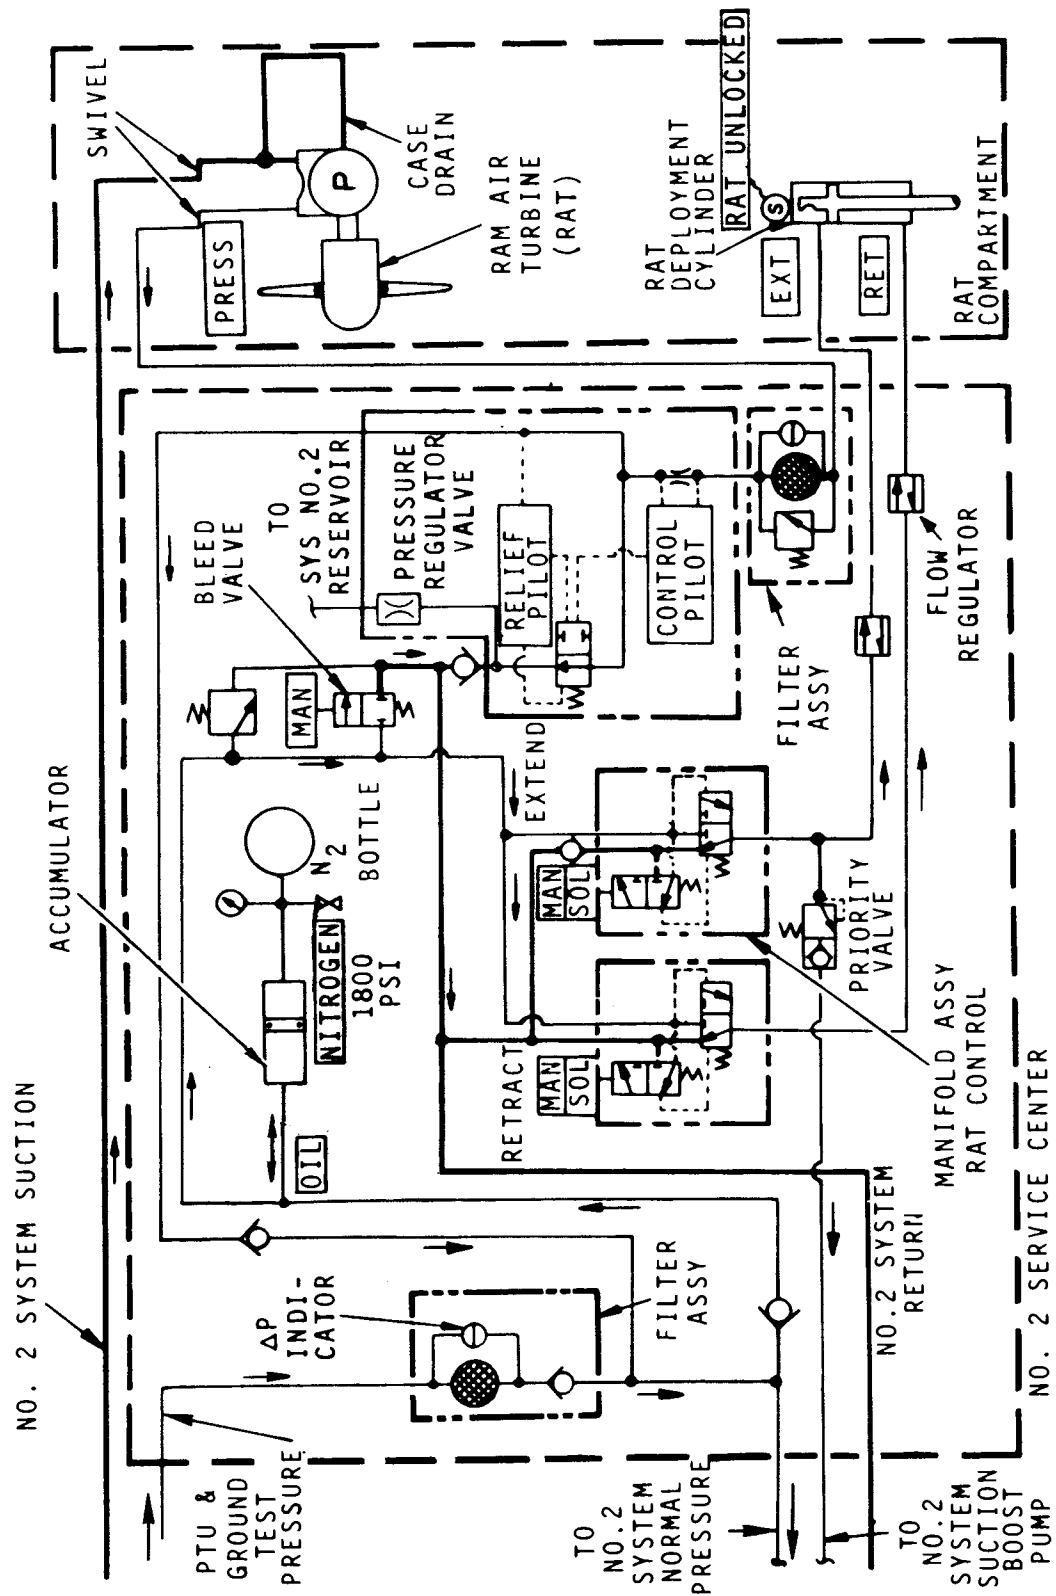 NO. 2 SYSTEM SUCTION
ACCUMULATOR
SWIVEL
PRESS
CASE
DRAIN
RAM AIR
TURBINE
(RAT)
P
RAT
DEPLOYMENT
CYLINDER
RAT UNLOCKED
S
EXT
RET
RAT
COMPARTMENT
BLEED
VALVE
TO
SYS NO.2
RESERVOIR
PRESSURE
REGULATOR
VALVE
RELIEF
PILOT
CONTROL
PILOT
MAN
N2
BOTTLE
NITROGEN
1800
PSI
OIL
EXTEND
RETRACT
MAN
SOL
MAN
SOL
FILTER
ASSY
FLOW
REGULATOR
PRIORITY
VALVE
MANIFOLD ASSY
RAT CONTROL
ΔP
INDI-
CATOR
FILTER
ASSY
NO.2 SYSTEM
RETURN
NO. 2 SERVICE CENTER
PTU &
GROUND
TEST
PRESSURE
TO
NO.2
SYSTEM
NORMAL
PRESSURE
TO
NO.2
SYSTEM
SUCTION
BOOST
PUMP